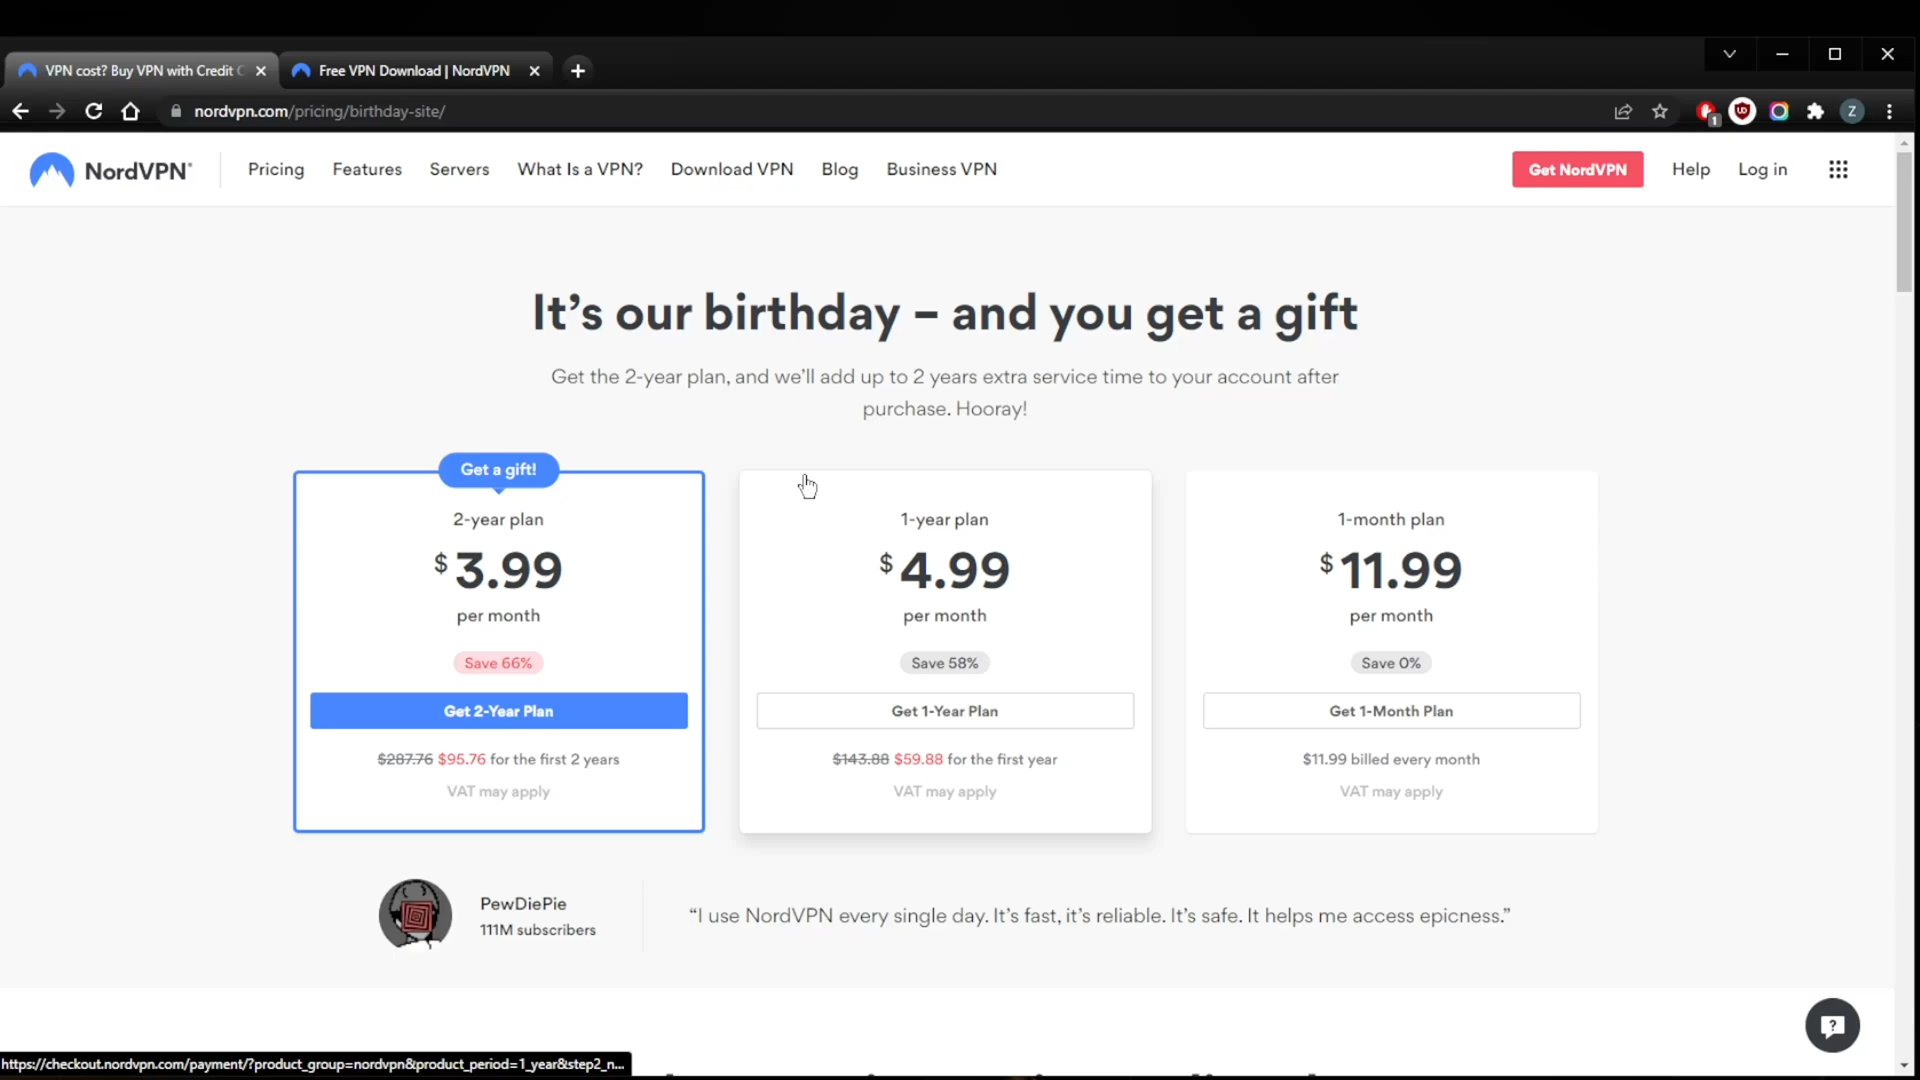 VPN cost? Buy VPN with Credit C
Free VPN Download | NordVPN
nordvpn.com/pricing/birthday-site/
1
Z
NordVPN®
Pricing
Features
Servers
What Is a VPN?
Download VPN
Blog
Business VPN
Get NordVPN
Help
Log in
It's our birthday – and you get a gift
Get the 2-year plan, and we'll add up to 2 years extra service time to your account after
purchase. Hooray!
Get a gift!
2-year plan
$3.99
per month
Save 66%
Get 2-Year Plan
$287.76 $95.76 for the first 2 years
VAT may apply
1-year plan
$4.99
per month
Save 58%
Get 1-Year Plan
$143.88 $59.88 for the first year
VAT may apply
1-month plan
$11.99
per month
Save 0%
Get 1-Month Plan
$11.99 billed every month
VAT may apply
PewDiePie
111M subscribers
“I use NordVPN every single day. It's fast, it's reliable. It's safe. It helps me access epicness.”
https://checkout.nordvpn.com/payment/?product_group=nordvpn&product_period=1_year&step2_n...